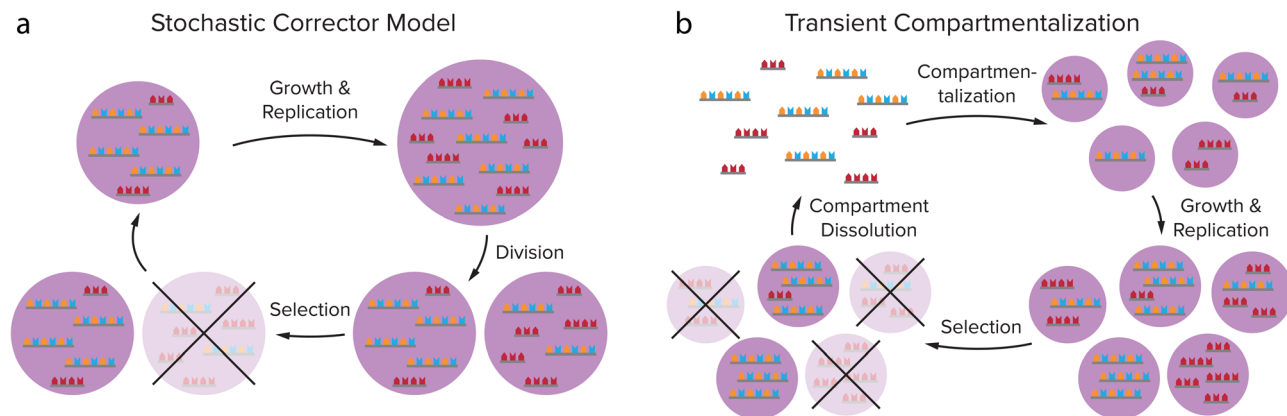 a
Stochastic Corrector Model
Growth &
Replication
Division
Selection
b
Transient Compartmentalization
Compartmen-
talization
Growth &
Replication
Selection
Compartment
Dissolution